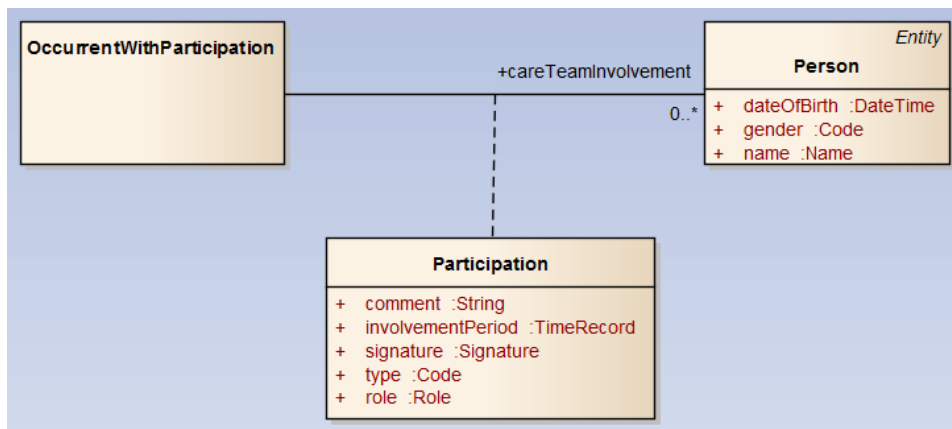 OccurrentWithParticipation
+careTeamInvolvement
0..*
Entity
Person
+ dateOfBirth :DateTime
+ gender :Code
+ name :Name
Participation
+ comment :String
+ involvementPeriod :TimeRecord
+ signature :Signature
+ type :Code
+ role :Role